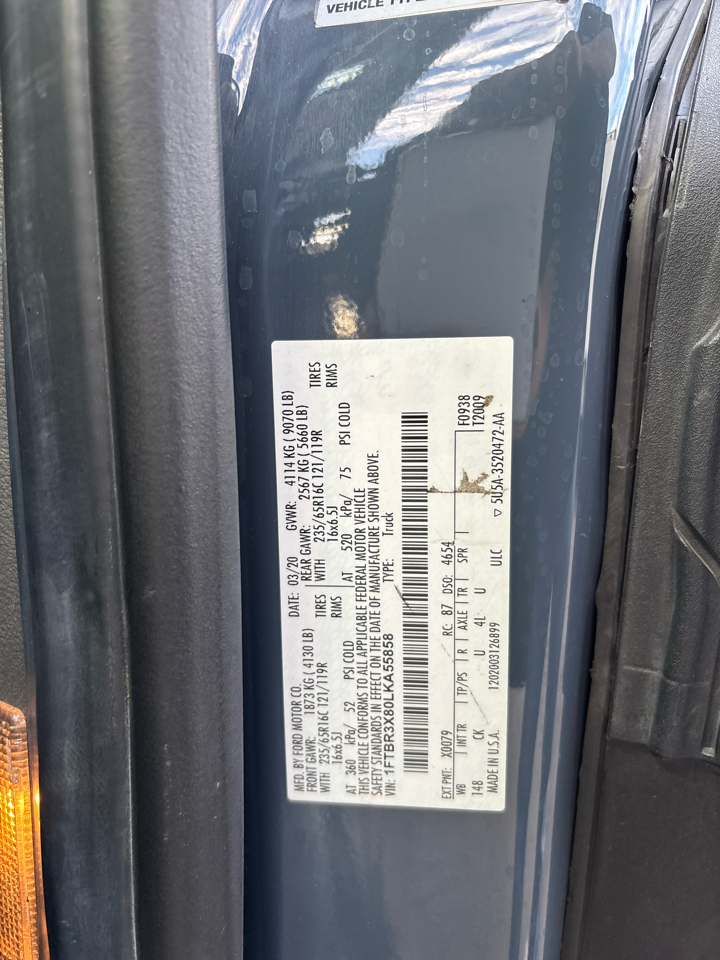 VEHICLE
MFD. BY FORD MOTOR CO.
DATE: 03/20 GVWR: 4114 KG ( 9070 LB)
FRONT GAWR: 1873 KG ( 4130 LB) REAR GAWR: 2567 KG ( 5660 LB)
WITH 235/65R16C 121/119R TIRES WITH 235/65R16C 121/119R TIRES
16x6.5J RIMS 16x6.5J RIMS
AT 360 kPa/ 52 PSI COLD AT 520 kPa/ 75 PSI COLD
THIS VEHICLE CONFORMS TO ALL APPLICABLE FEDERAL MOTOR VEHICLE
SAFETY STANDARDS IN EFFECT ON THE DATE OF MANUFACTURE SHOWN ABOVE.
VIN: 1FTBR3X80LKA55858 TYPE: Truck
EXT PNT: X0079 RC: 87 DSO: 4654 F0938
WB INT TR TP/PS R AXLE TR SPR T2009
148 CK U 4L U
MADE IN U.S.A. 1202003126899 ULC 5U5A-3520472-AA